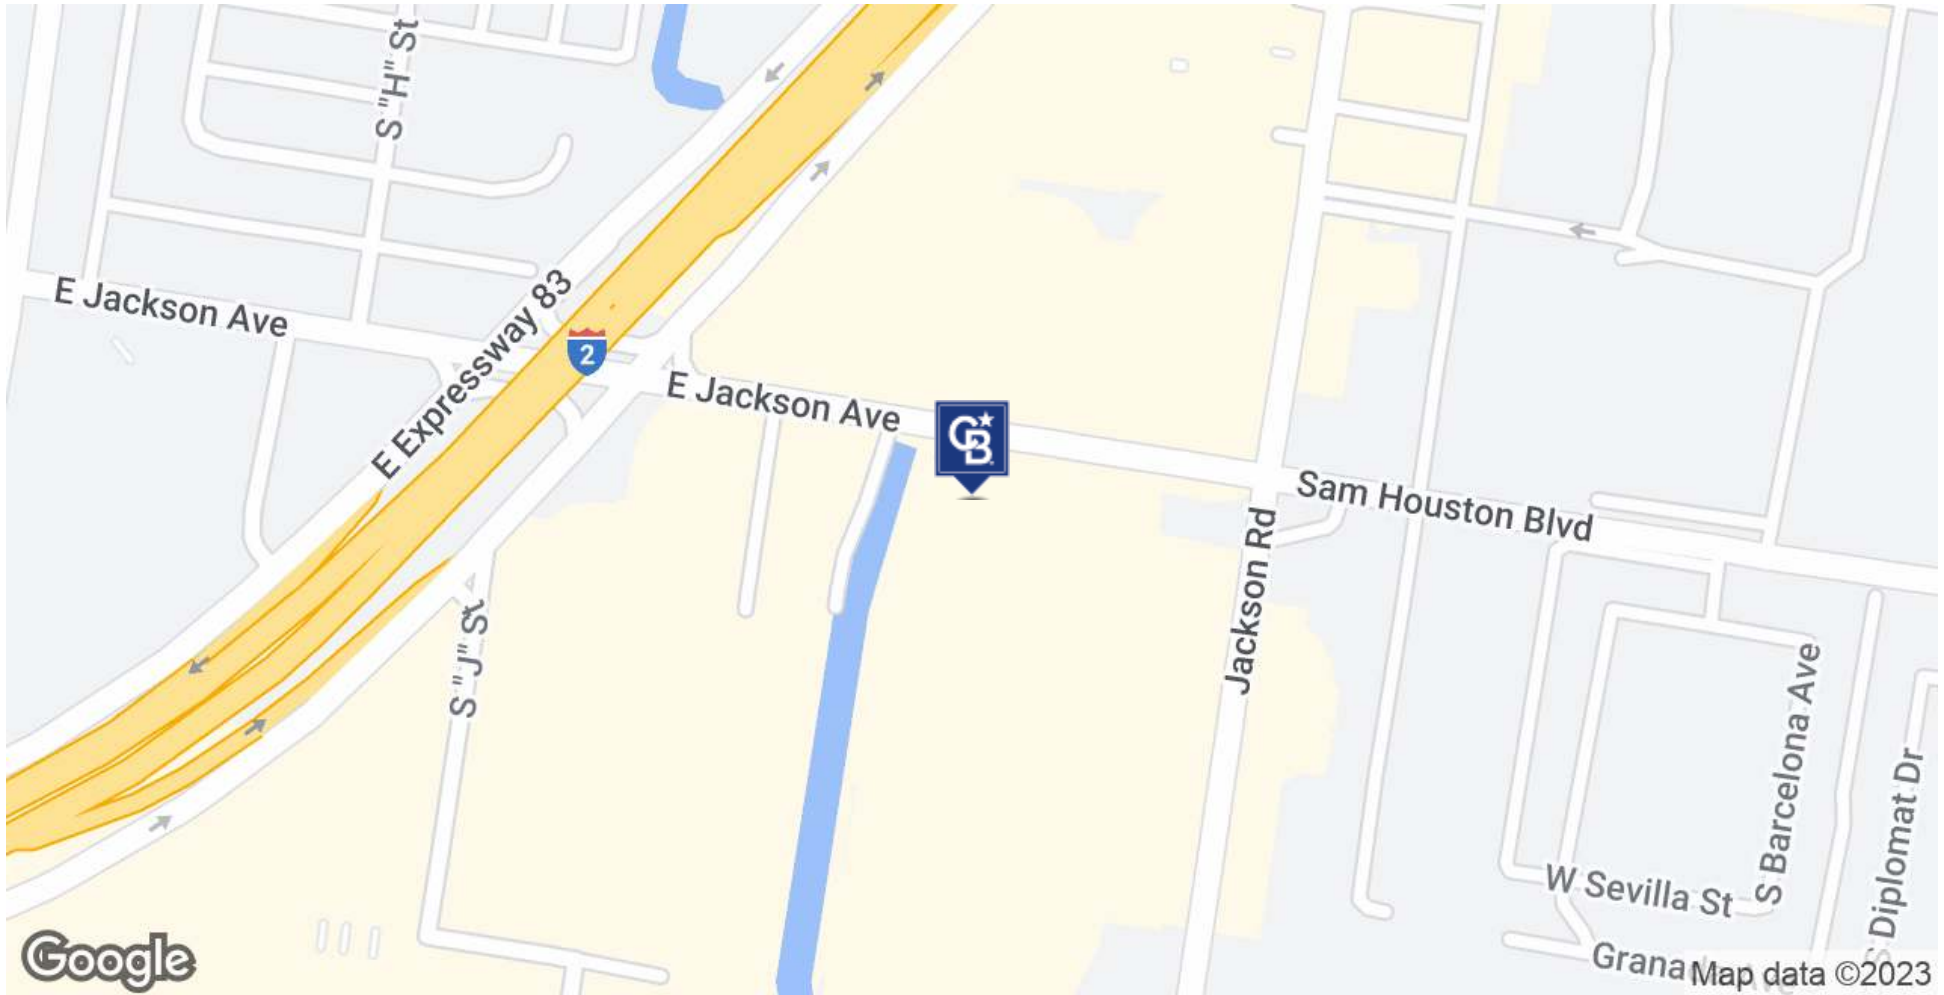 S "H" St
E Jackson Ave
E Expressway 83
2
E Jackson Ave
CB
Sam Houston Blvd
Jackson Rd
S "J" St
S Barcelona Ave
S Diplomat Dr
W Sevilla St
Google
Map data ©2023